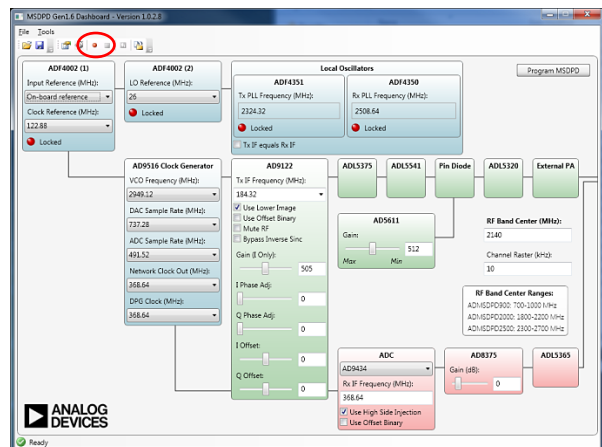 MSDPD Gen1.6 Dashboard - Version 1.0.2.8
File Tools
Program MSDPD
ADF4002 (1)
Input Reference (MHz):
On-board reference
Clock Reference (MHz):
122.88
Locked
ADF4002 (2)
LO Reference (MHz):
26
Locked
Local Oscillators
ADF4351
Tx PLL Frequency (MHz):
2324.32
Locked
Tx IF equals Rx IF
ADF4350
Rx PLL Frequency (MHz):
2508.64
Locked
AD9516 Clock Generator
VCO Frequency (MHz):
2949.12
DAC Sample Rate (MHz):
737.28
ADC Sample Rate (MHz):
491.52
Network Clock Out (MHz):
368.64
DPG Clock (MHz):
368.64
AD9122
Tx IF Frequency (MHz):
184.32
Use Lower Image
Use Offset Binary
Mute RF
Bypass Inverse Sinc
Gain (I Only):
505
I Phase Adj:
0
Q Phase Adj:
0
I Offset:
0
Q Offset:
0
ADL5375
ADL5541
Pin Diode
ADL5320
External PA
AD5611
Gain:
512
Max Min
RF Band Center (MHz):
2140
Channel Raster (kHz):
10
RF Band Center Ranges:
ADMSDPD900: 700-1000 MHz
ADMSDPD2000: 1800-2200 MHz
ADMSDPD2500: 2300-2700 MHz
ADC
AD9434
Rx IF Frequency (MHz):
368.64
Use High Side Injection
Use Offset Binary
AD8375
Gain (dB):
0
ADL5365
ANALOG
DEVICES
Ready